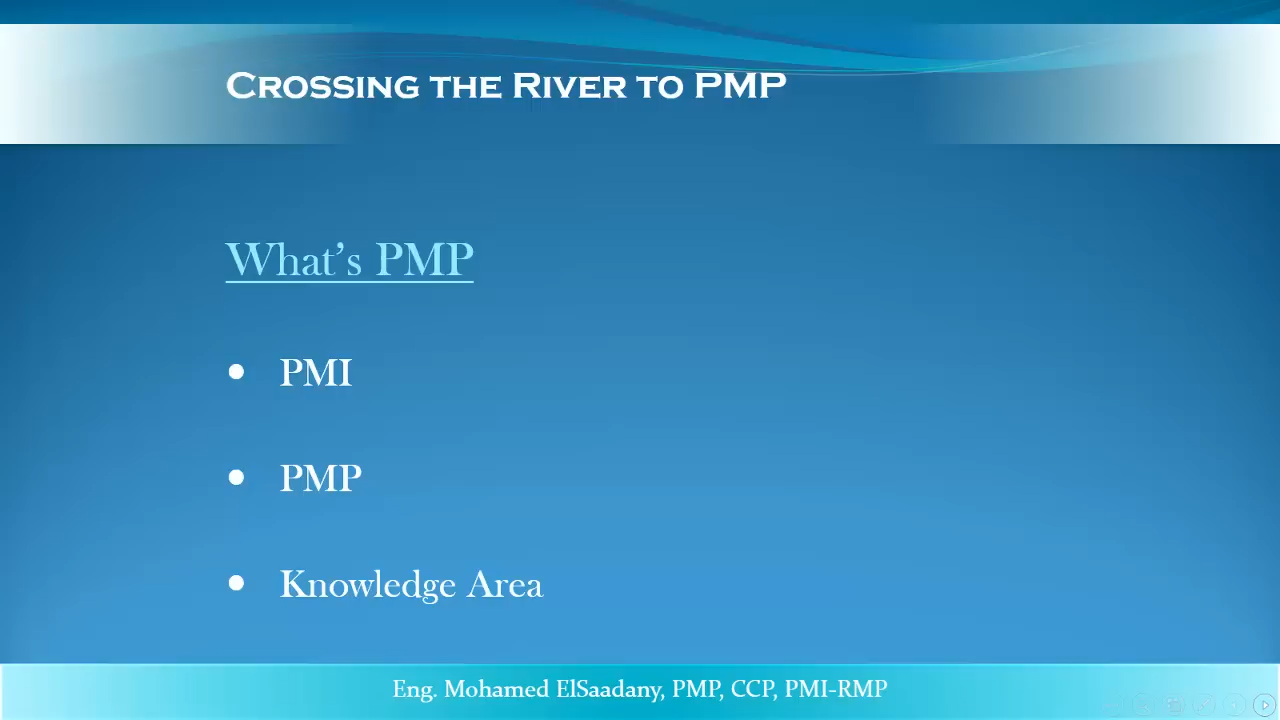 Crossing the River to PMP
What's PMP
• PMI
• PMP
• Knowledge Area
Eng. Mohamed ElSaadany, PMP, CCP, PMI-RMP